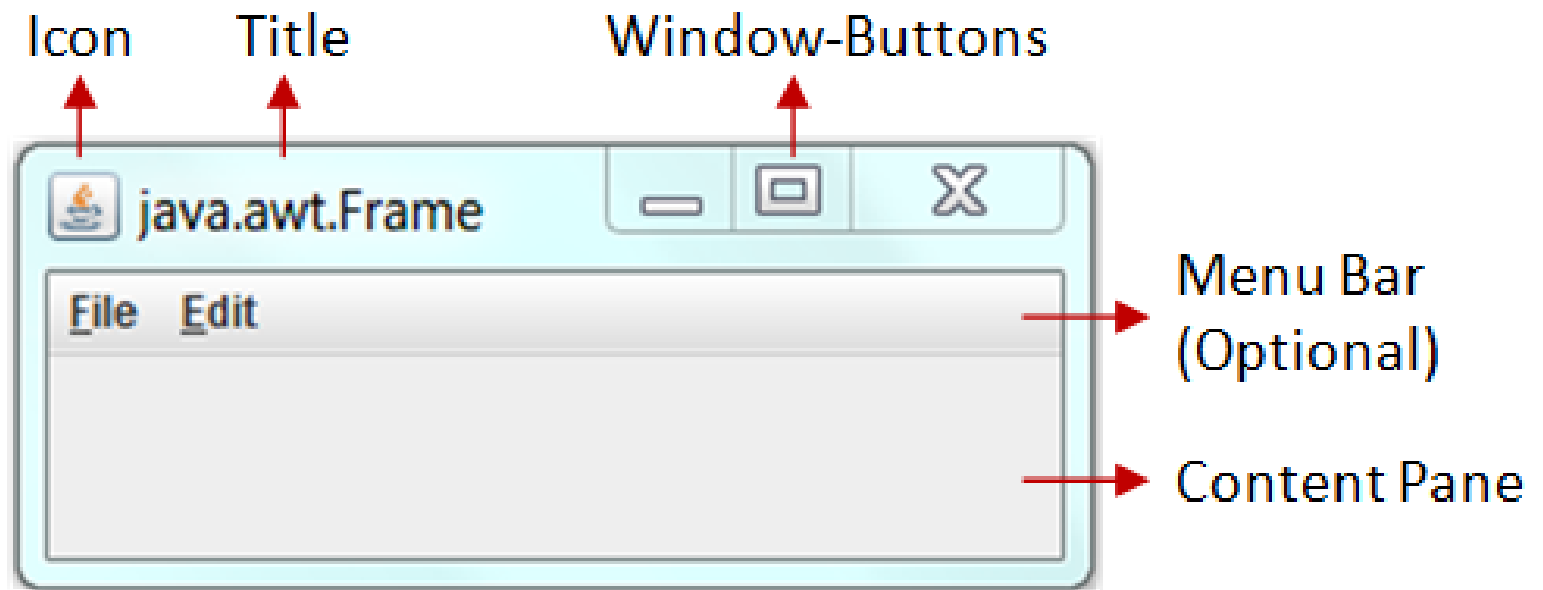 Icon Title Window-Buttons
java.awt.Frame
File Edit
Menu Bar
(Optional)
Content Pane